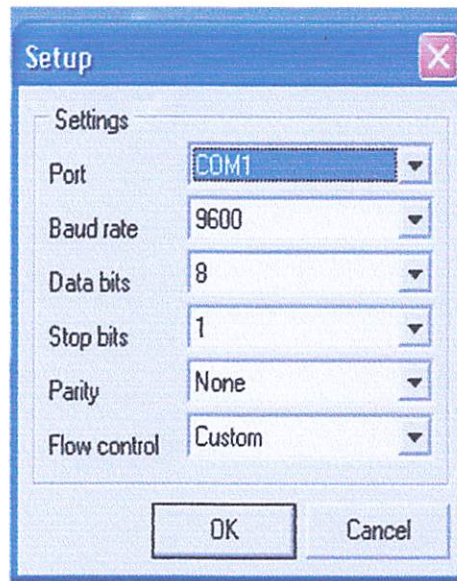 Setup
Settings
Port COM1
Baud rate 9600
Data bits 8
Stop bits 1
Parity None
Flow control Custom
OK Cancel